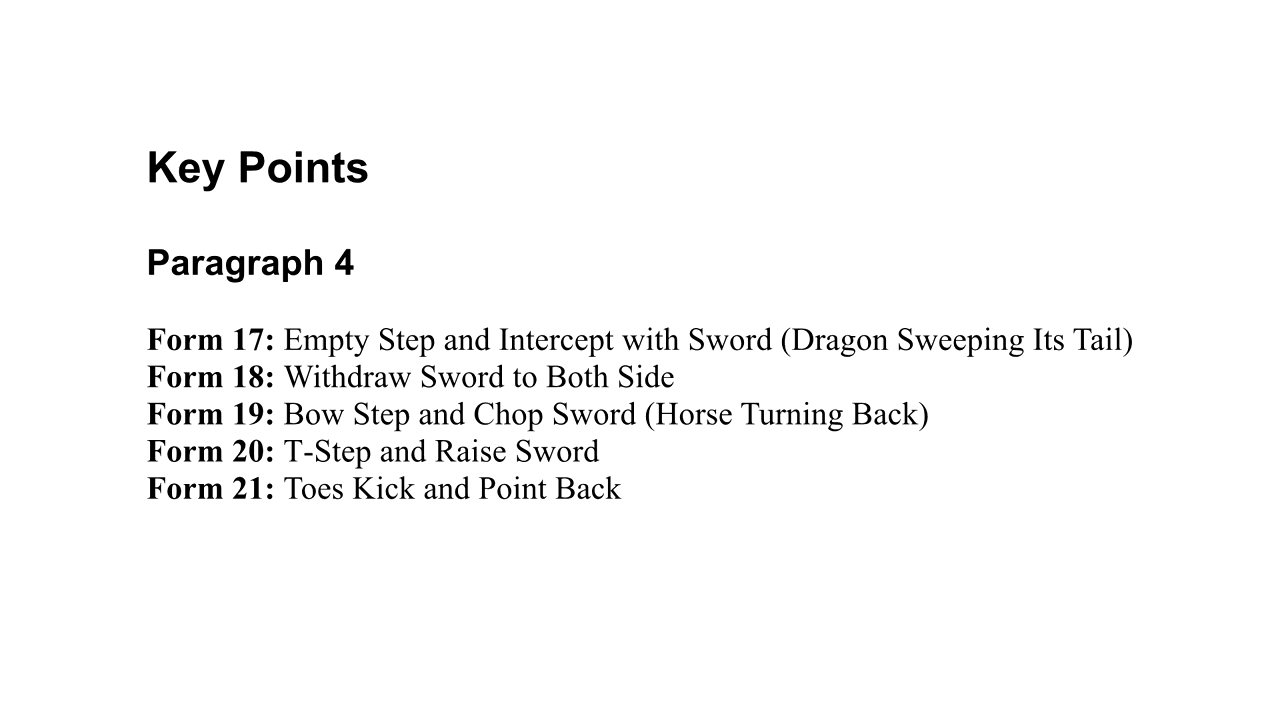 Key Points
Paragraph 4
Form 17: Empty Step and Intercept with Sword (Dragon Sweeping Its Tail)
Form 18: Withdraw Sword to Both Side
Form 19: Bow Step and Chop Sword (Horse Turning Back)
Form 20: T-Step and Raise Sword
Form 21: Toes Kick and Point Back